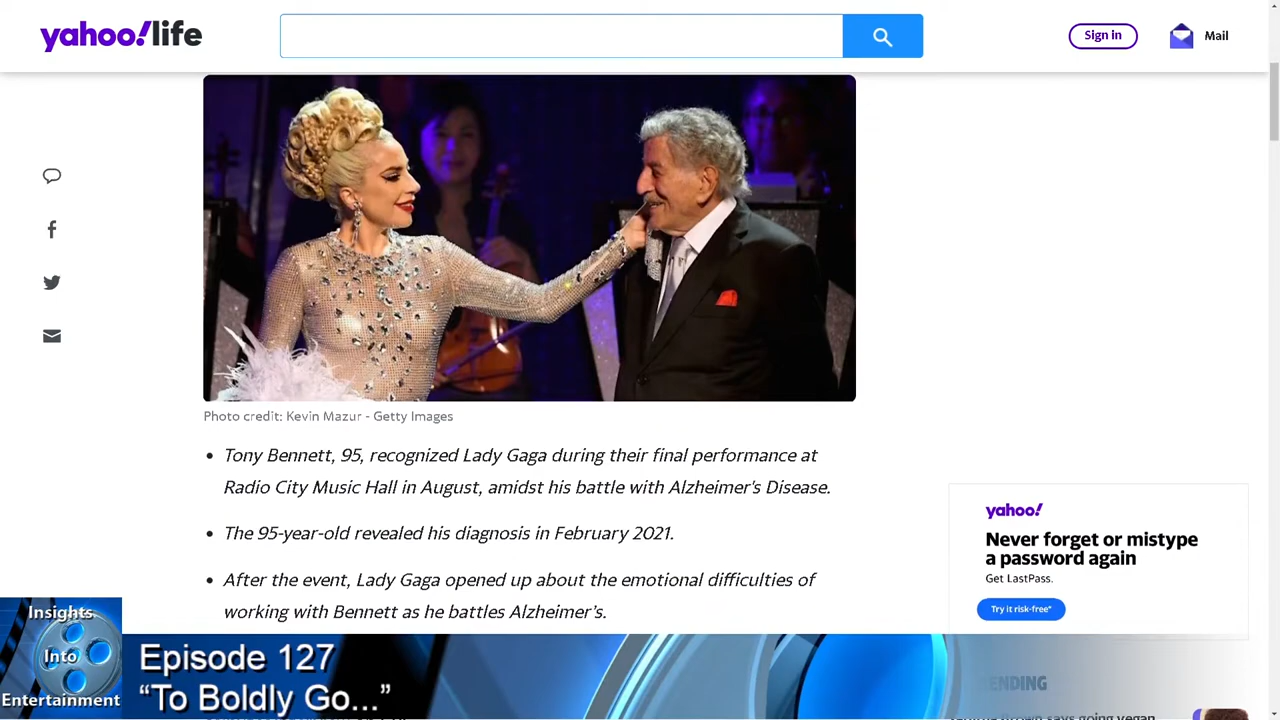 yahoo!life
Sign in
Mail
Photo credit: Kevin Mazur - Getty Images
• Tony Bennett, 95, recognized Lady Gaga during their final performance at
Radio City Music Hall in August, amidst his battle with Alzheimer's Disease.
• The 95-year-old revealed his diagnosis in February 2021.
• After the event, Lady Gaga opened up about the emotional difficulties of
working with Bennett as he battles Alzheimer's.
yahoo!
Never forget or mistype
a password again
Get LastPass.
Try it risk-free*
Insights
Into
Entertainment
Episode 127
“To Boldly Go...”
ENDING
says going vegan